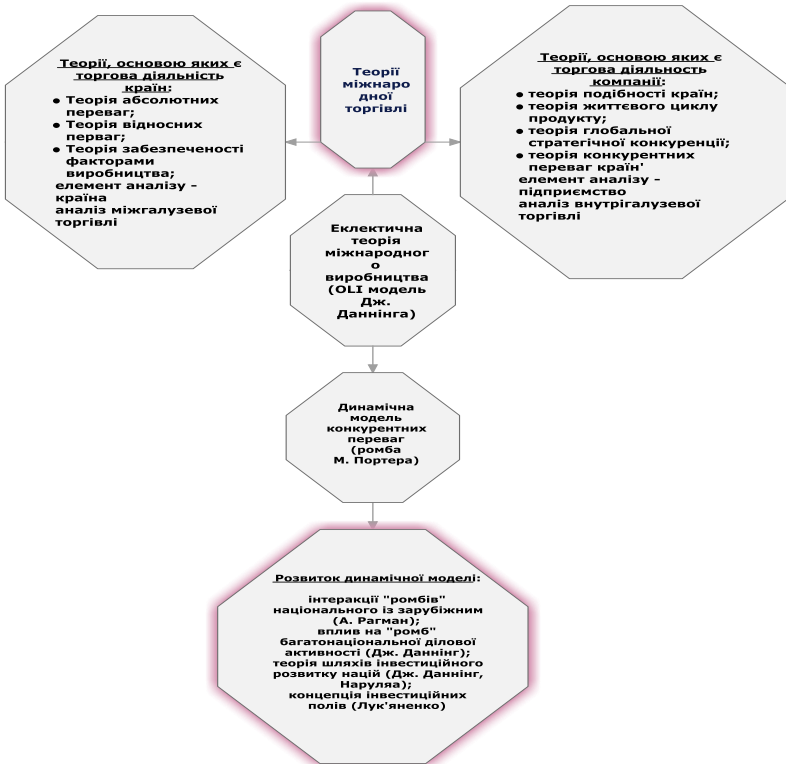 Теорії, основою яких є
торгова діяльність
країн:
• Теорія абсолютних
переваг;
• Теорія відносних
перваг;
• Теорія забезпеченості
факторами
виробництва;
елемент аналізу -
країна
аналіз міжгалузевої
торгівлі
Теорії
міжнаро
дної
торгівлі
Теорії, основою яких є
торгова діяльность
компанії:
• теорія подібності країн;
• теорія життєвого циклу
продукту;
• теорія глобальної
стратегічної конкуренції;
• теорія конкурентних
переваг країн'
елемент аналізу –
підприємство
аналіз внутрігалузевої
торгівлі
Еклектична
теорія
міжнародног
о
виробництва
(OLI модель
Дж.
Даннінга)
Динамічна
модель
конкурентних
переваг
(ромба
М. Портера)
Розвиток динамічної моделі:
інтеракції "ромбів"
національного із зарубіжним
(А. Рагман);
вплив на "ромб"
багатонаціональної ділової
активності (Дж. Даннінг);
теорія шляхів інвестиційного
розвитку націй (Дж. Даннінг,
Наруляа);
концепція інвестиційних
полів (Лук'яненко)